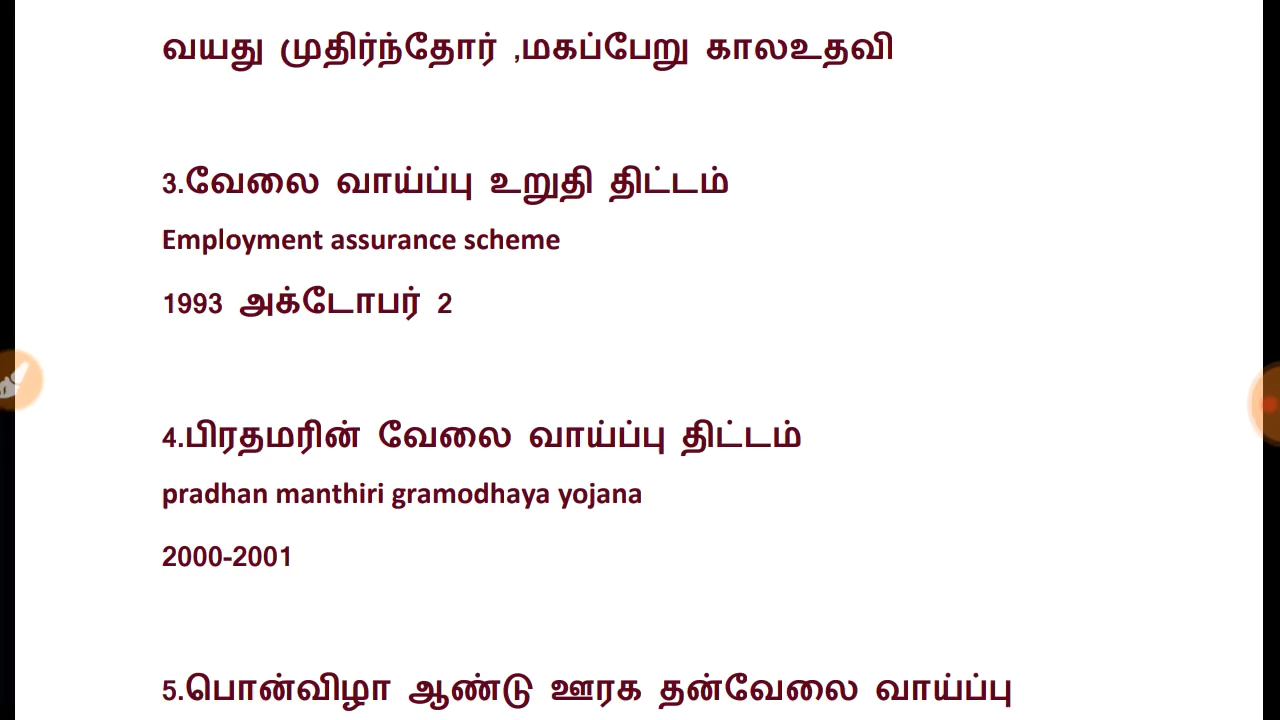 வயது முதிர்ந்தோர் ,மகப்பேறு காலஉதவி
3.வேலை வாய்ப்பு உறுதி திட்டம்
Employment assurance scheme
1993 அக்டோபர் 2
4.பிரதமரின் வேலை வாய்ப்பு திட்டம்
pradhan manthiri gramodhaya yojana
2000-2001
5.பொன்விழா ஆண்டு ஊரக தன்வேலை வாய்ப்பு